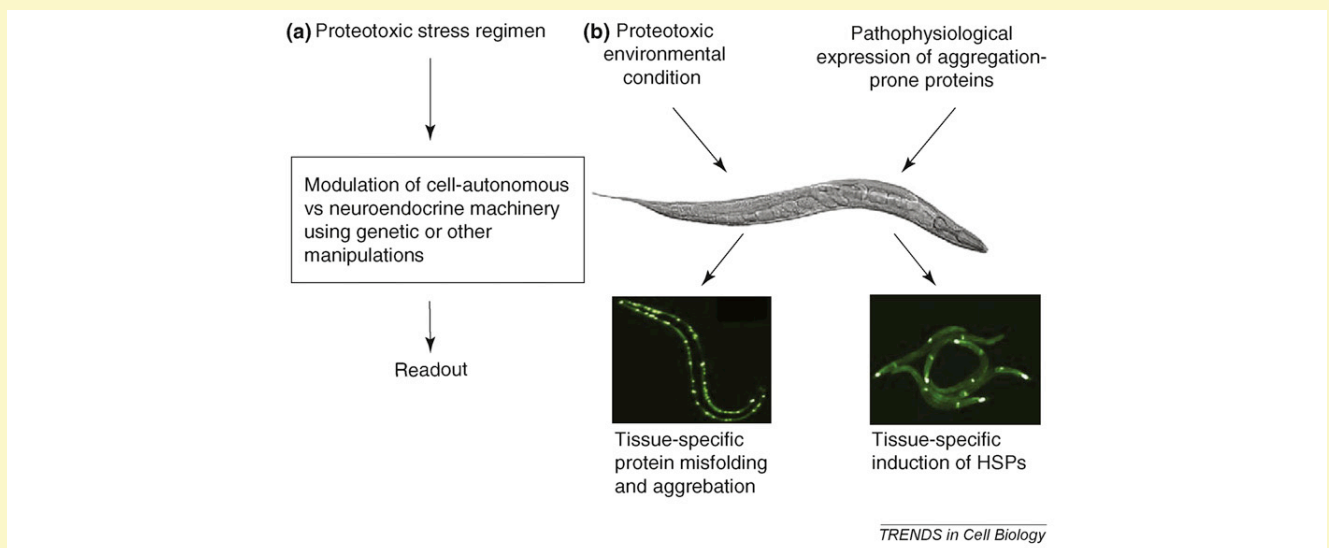 (a) Proteotoxic stress regimen
Modulation of cell-autonomous
vs neuroendocrine machinery
using genetic or other
manipulations
Readout
(b) Proteotoxic
environmental
condition
Pathophysiological
expression of aggregation-
prone proteins
Tissue-specific
protein misfolding
and aggrebation
Tissue-specific
induction of HSPs
TRENDS in Cell Biology